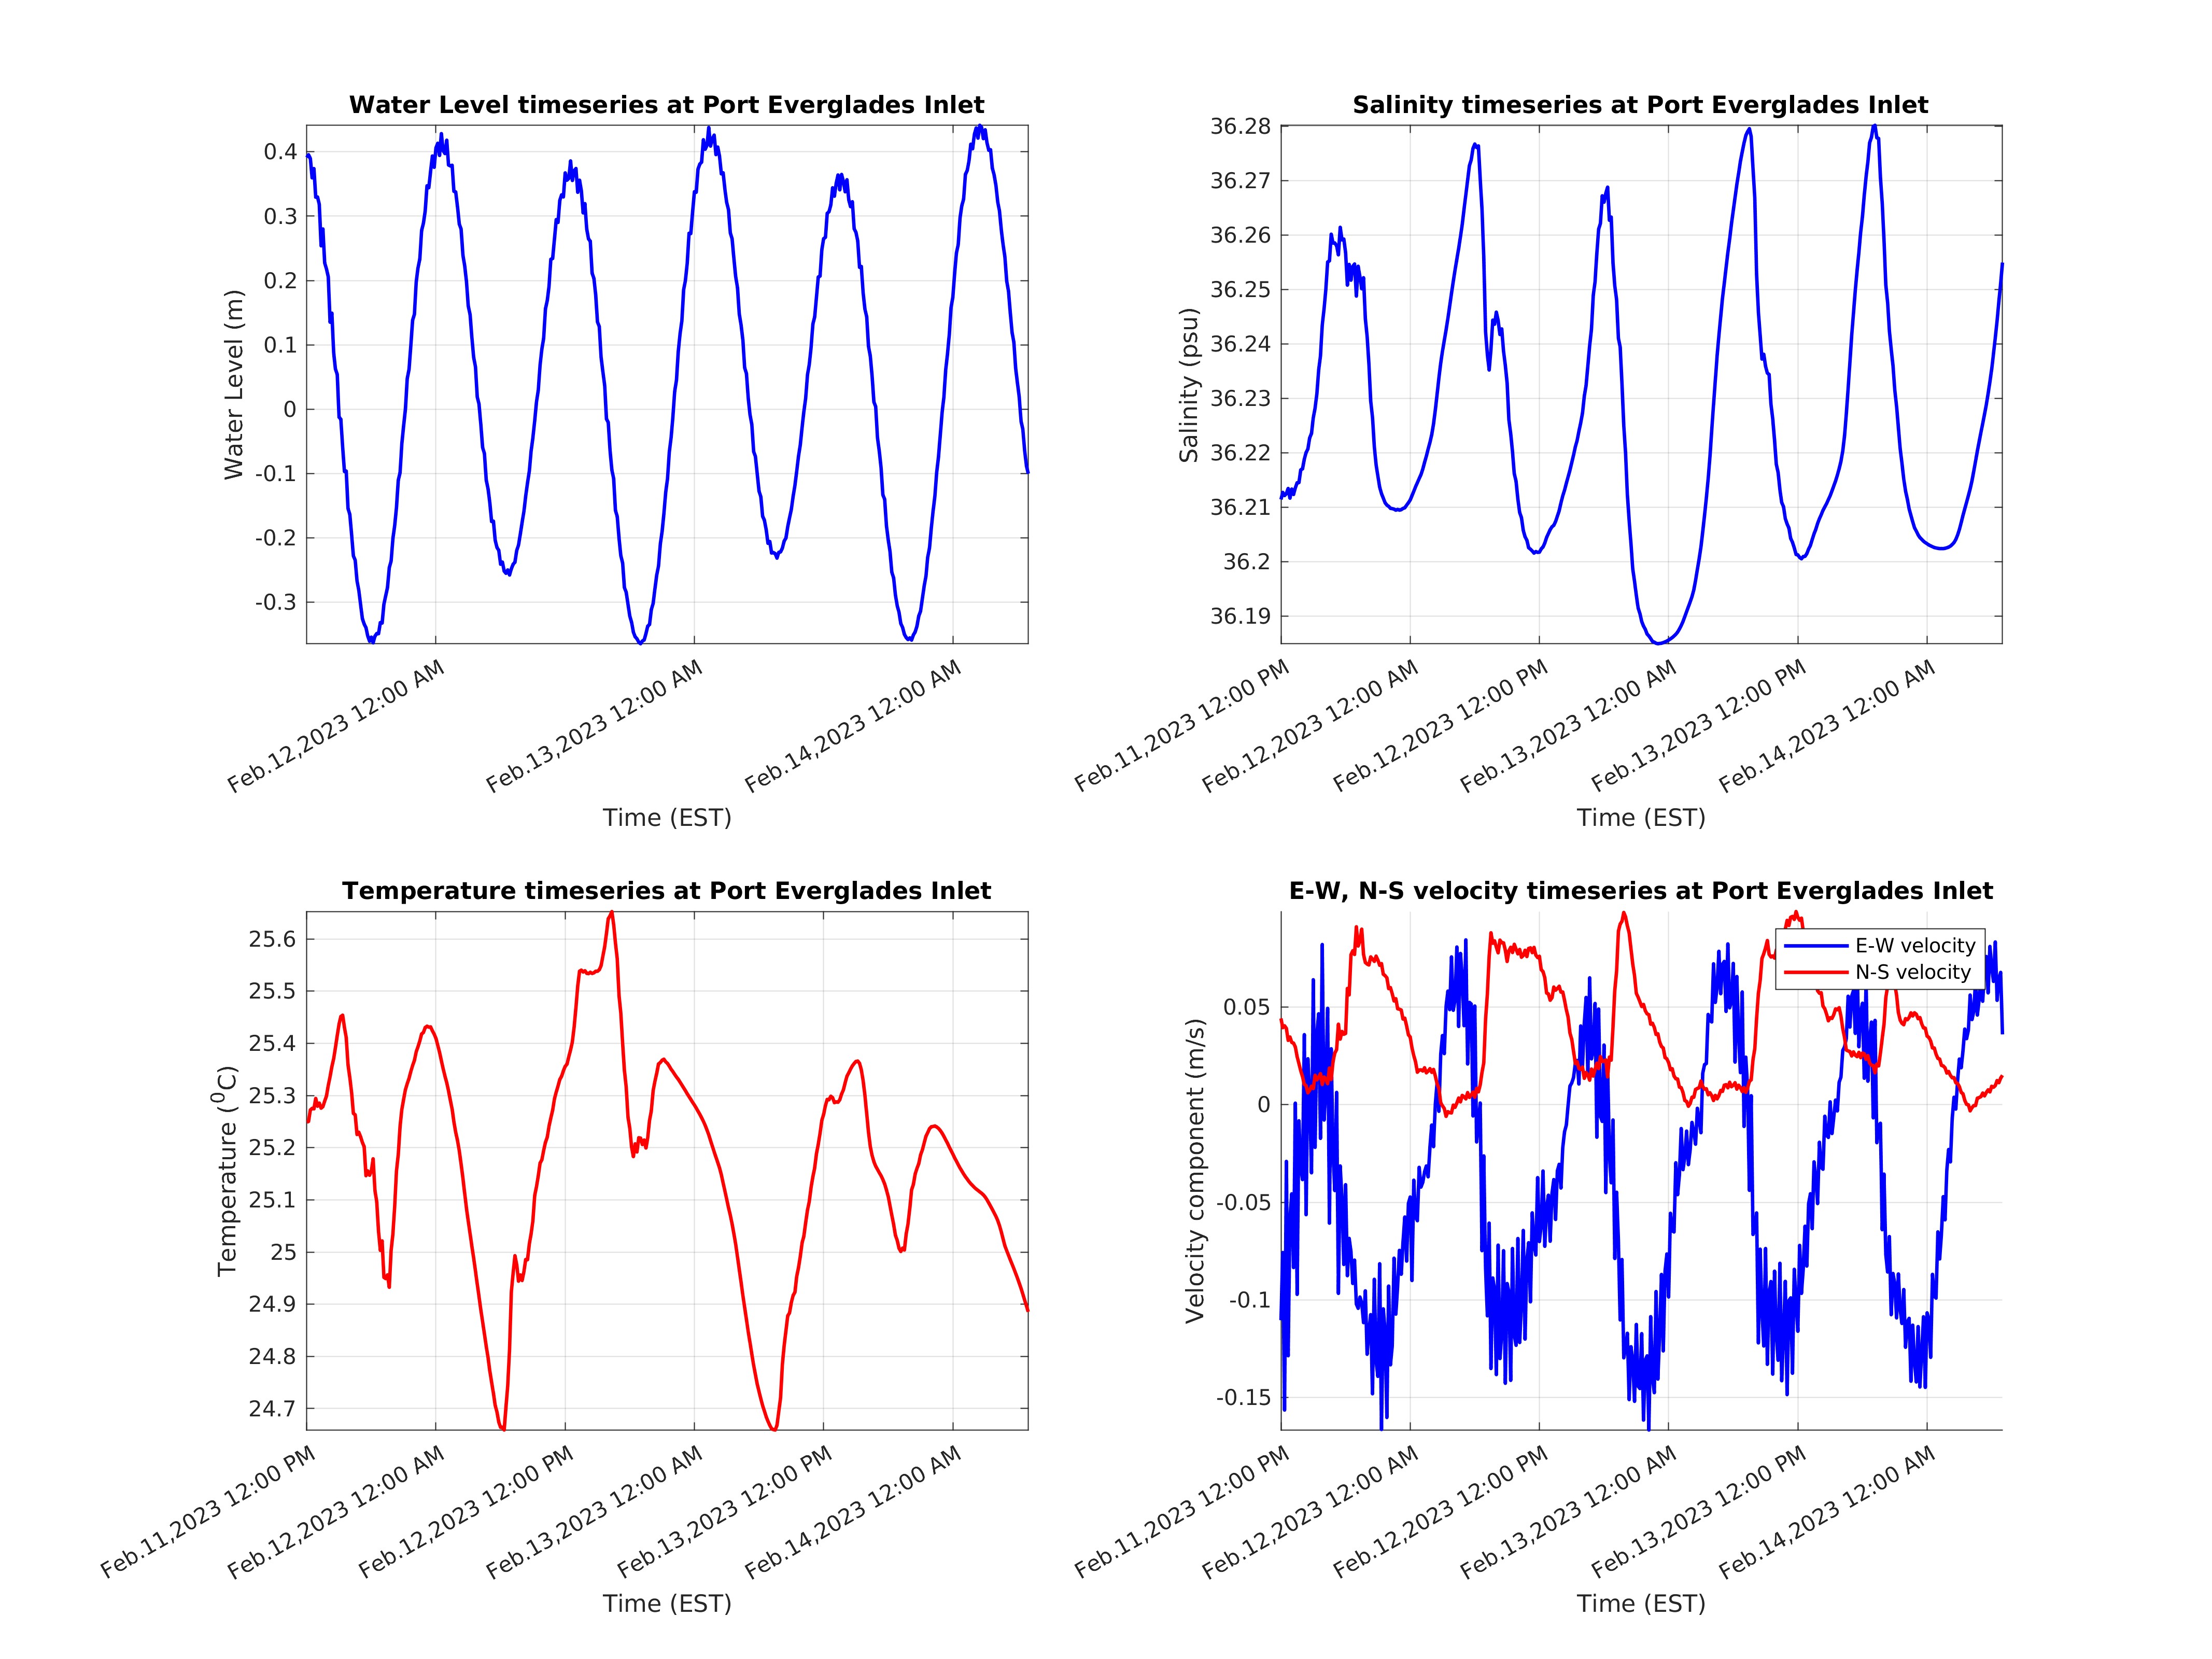 Water Level timeseries at Port Everglades Inlet
Water Level (m)
0.4
0.3
0.2
0.1
0
-0.1
-0.2
-0.3
Feb.12,2023 12:00 AM
Feb.13,2023 12:00 AM
Feb.14,2023 12:00 AM
Time (EST)
Salinity timeseries at Port Everglades Inlet
Salinity (psu)
36.28
36.27
36.26
36.25
36.24
36.23
36.22
36.21
36.2
36.19
Feb.11,2023 12:00 PM
Feb.12,2023 12:00 AM
Feb.12,2023 12:00 PM
Feb.13,2023 12:00 AM
Feb.13,2023 12:00 PM
Feb.14,2023 12:00 AM
Time (EST)
Temperature timeseries at Port Everglades Inlet
Temperature (⁰C)
25.6
25.5
25.4
25.3
25.2
25.1
25
24.9
24.8
24.7
Feb.11,2023 12:00 PM
Feb.12,2023 12:00 AM
Feb.12,2023 12:00 PM
Feb.13,2023 12:00 AM
Feb.13,2023 12:00 PM
Feb.14,2023 12:00 AM
Time (EST)
E-W, N-S velocity timeseries at Port Everglades Inlet
E-W velocity
N-S velocity
Velocity component (m/s)
0.05
0
-0.05
-0.1
-0.15
Feb.11,2023 12:00 PM
Feb.12,2023 12:00 AM
Feb.12,2023 12:00 PM
Feb.13,2023 12:00 AM
Feb.13,2023 12:00 PM
Feb.14,2023 12:00 AM
Time (EST)